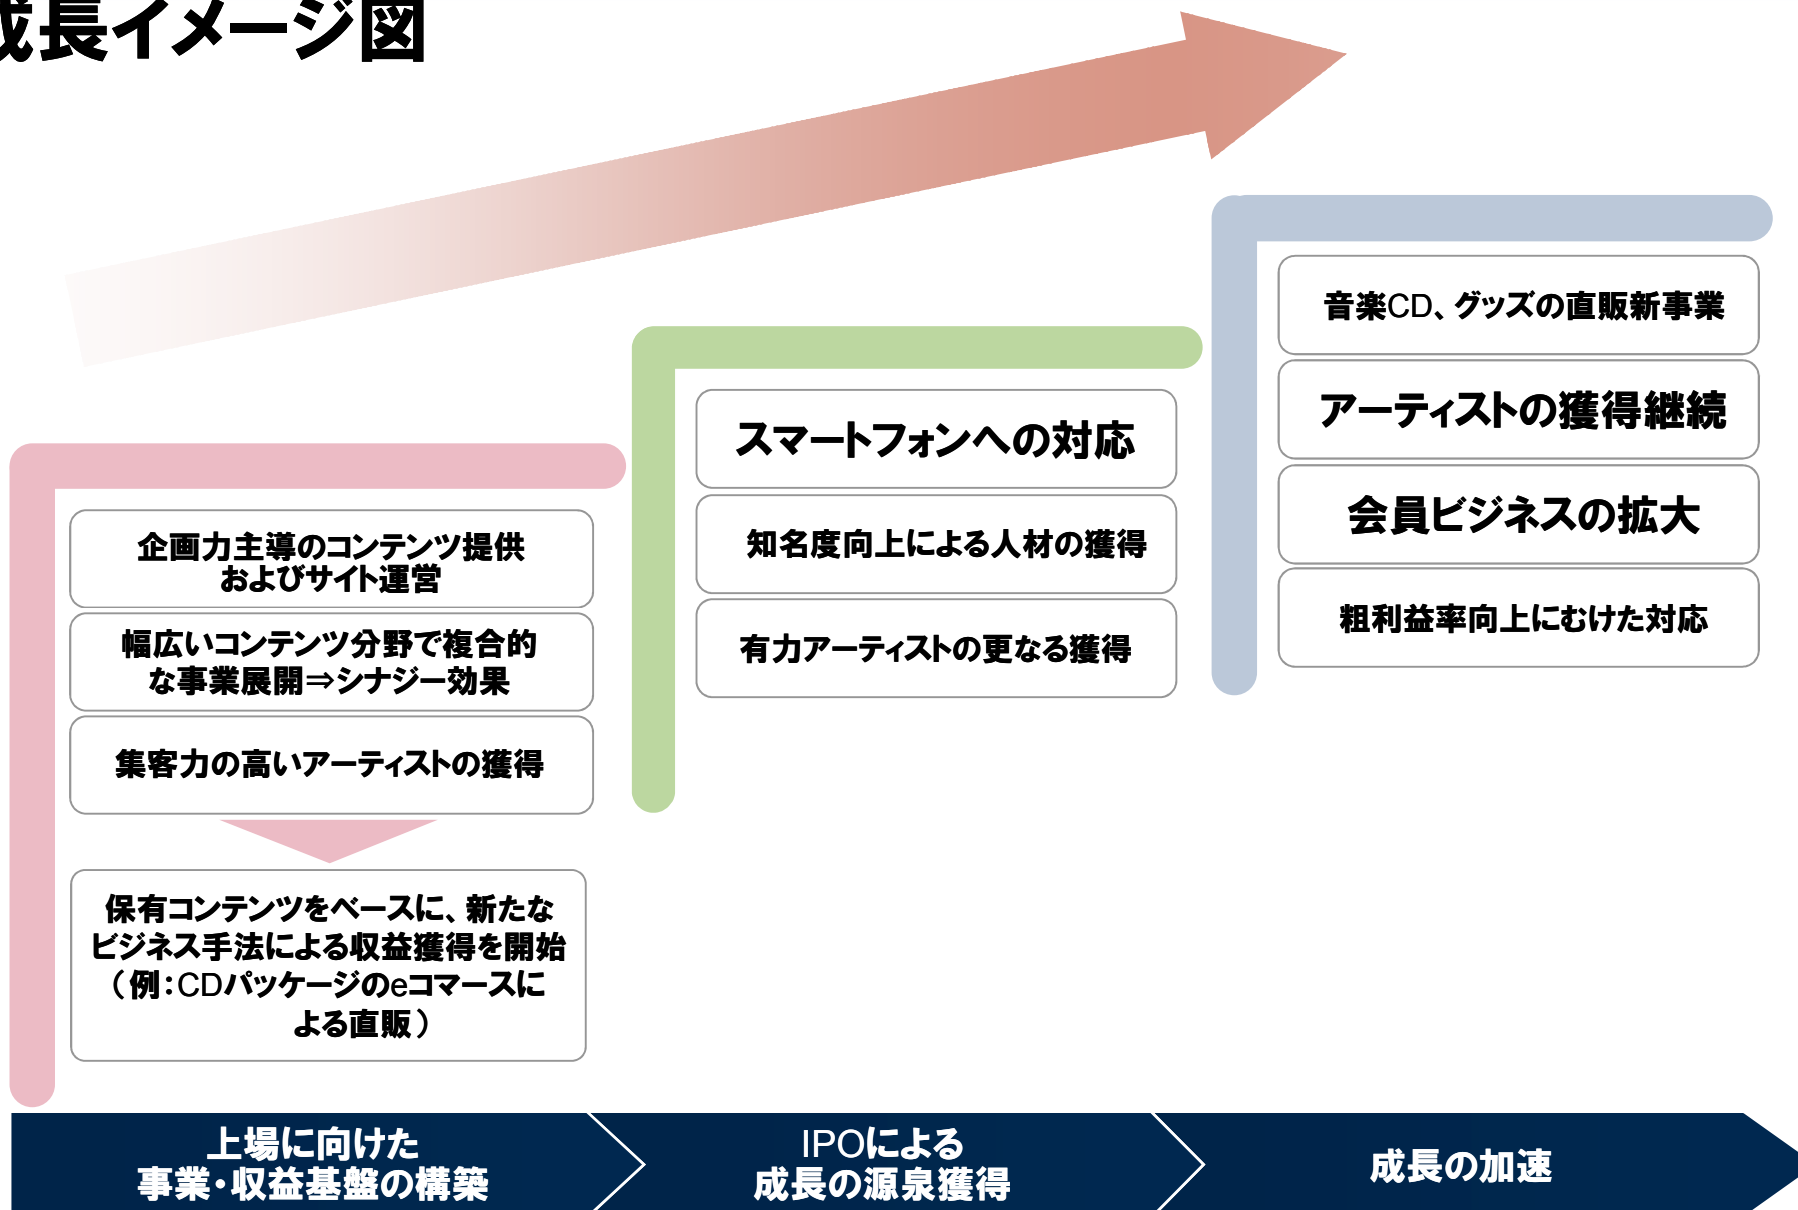 成長イメージ図
音楽CD、グッズの直販新事業
アーティストの獲得継続
会員ビジネスの拡大
粗利益率向上にむけた対応
スマートフォンへの対応
知名度向上による人材の獲得
有力アーティストの更なる獲得
企画力主導のコンテンツ提供
およびサイト運営
幅広いコンテンツ分野で複合的
な事業展開⇒シナジー効果
集客力の高いアーティストの獲得
保有コンテンツをベースに、新たな
ビジネス手法による収益獲得を開始
（例：CDパッケージのeコマースに
よる直販）
上場に向けた
事業・収益基盤の構築
IPOによる
成長の源泉獲得
成長の加速